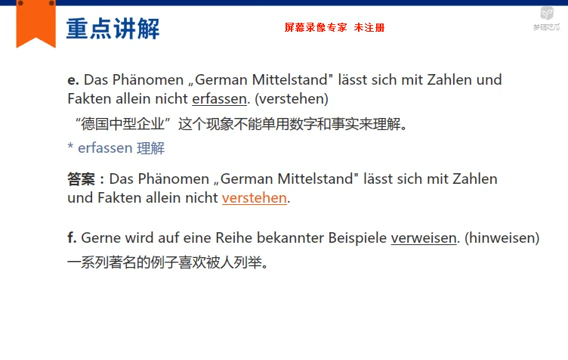 重点讲解
屏幕录像专家 未注册
e. Das Phänomen „German Mittelstand" lässt sich mit Zahlen und
Fakten allein nicht erfassen. (verstehen)
“德国中型企业”这个现象不能单用数字和事实来理解。
* erfassen 理解
答案：Das Phänomen „German Mittelstand" lässt sich mit Zahlen
und Fakten allein nicht verstehen.
f. Gerne wird auf eine Reihe bekannter Beispiele verweisen. (hinweisen)
一系列著名的例子喜欢被人列举。